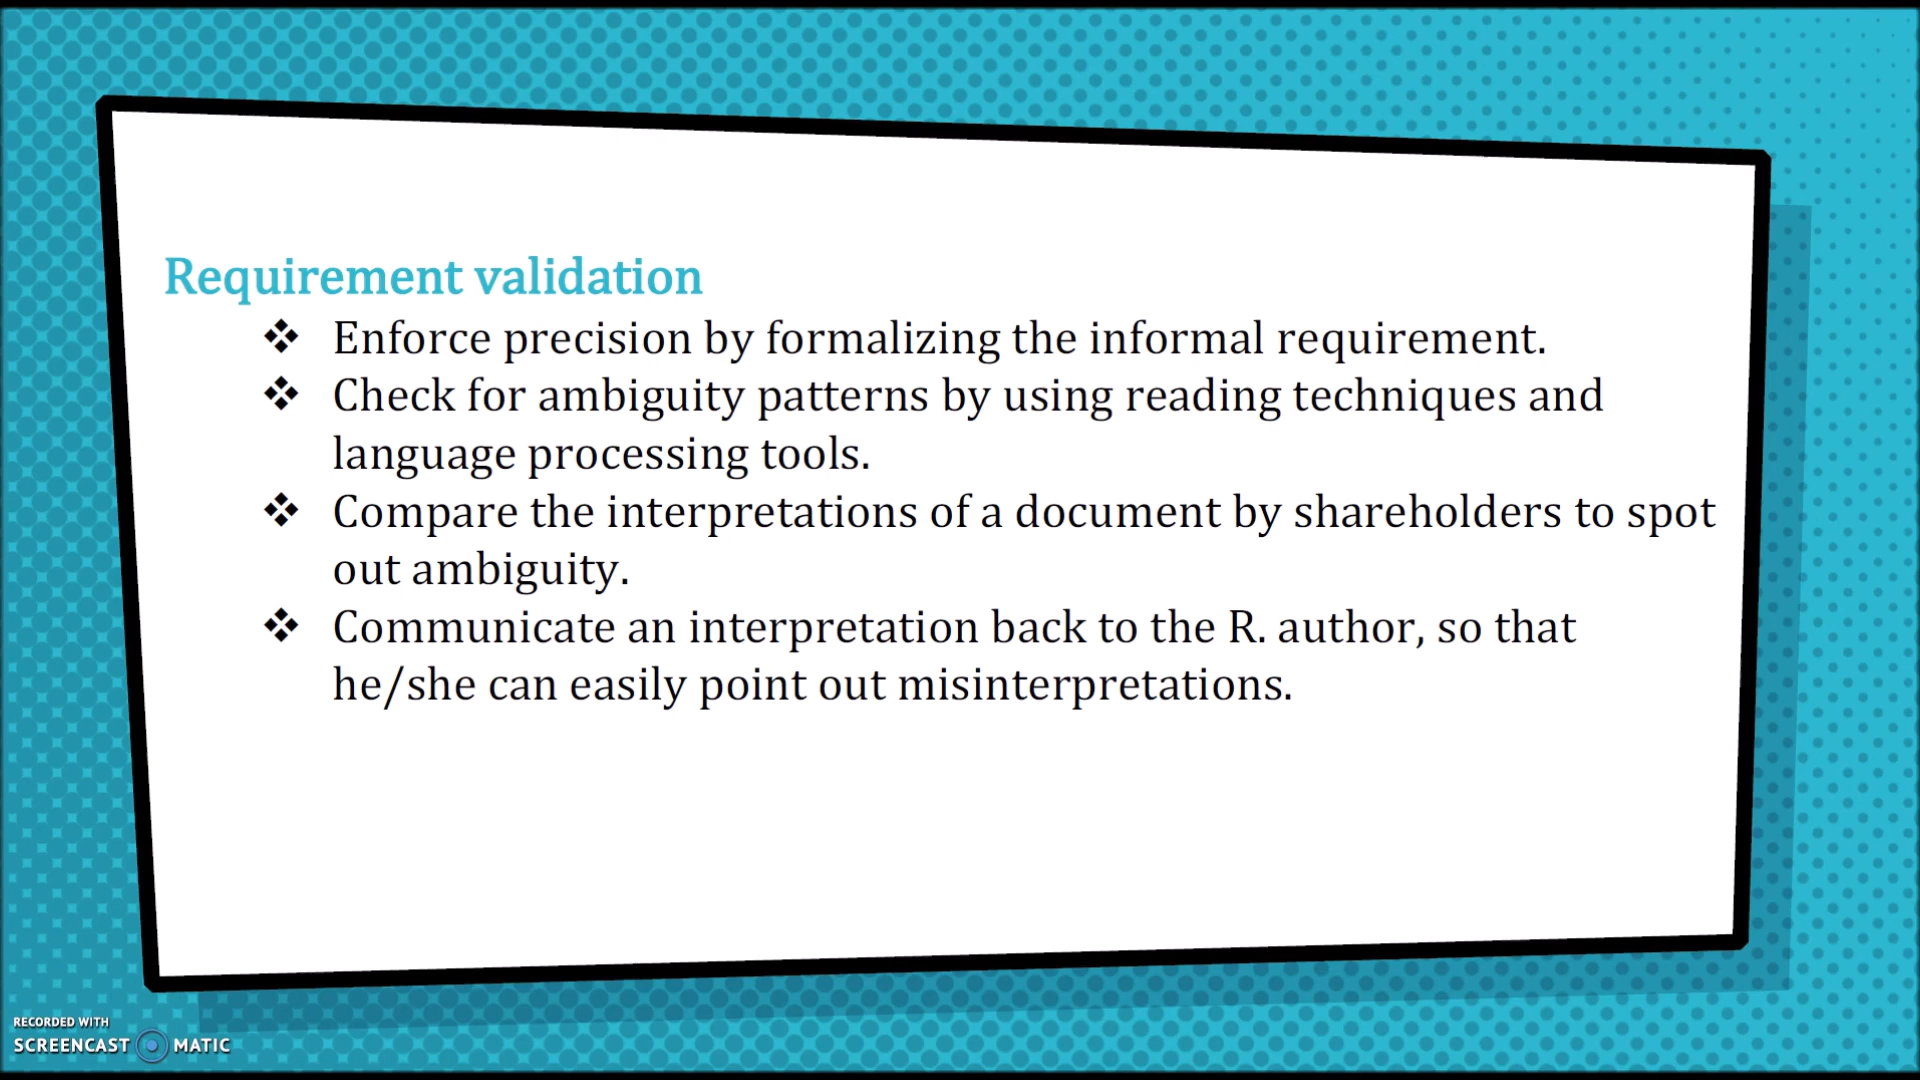 Requirement validation
❖ Enforce precision by formalizing the informal requirement.
❖ Check for ambiguity patterns by using reading techniques and
language processing tools.
❖ Compare the interpretations of a document by shareholders to spot
out ambiguity.
❖ Communicate an interpretation back to the R. author, so that
he/she can easily point out misinterpretations.
RECORDED WITH
SCREENCAST MATIC